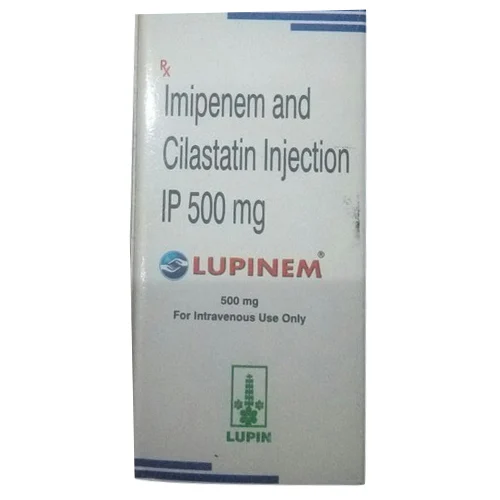 Rx
Imipenem and
Cilastatin Injection
IP 500 mg
LUPINEM®
500 mg
For Intravenous Use Only
LUPIN